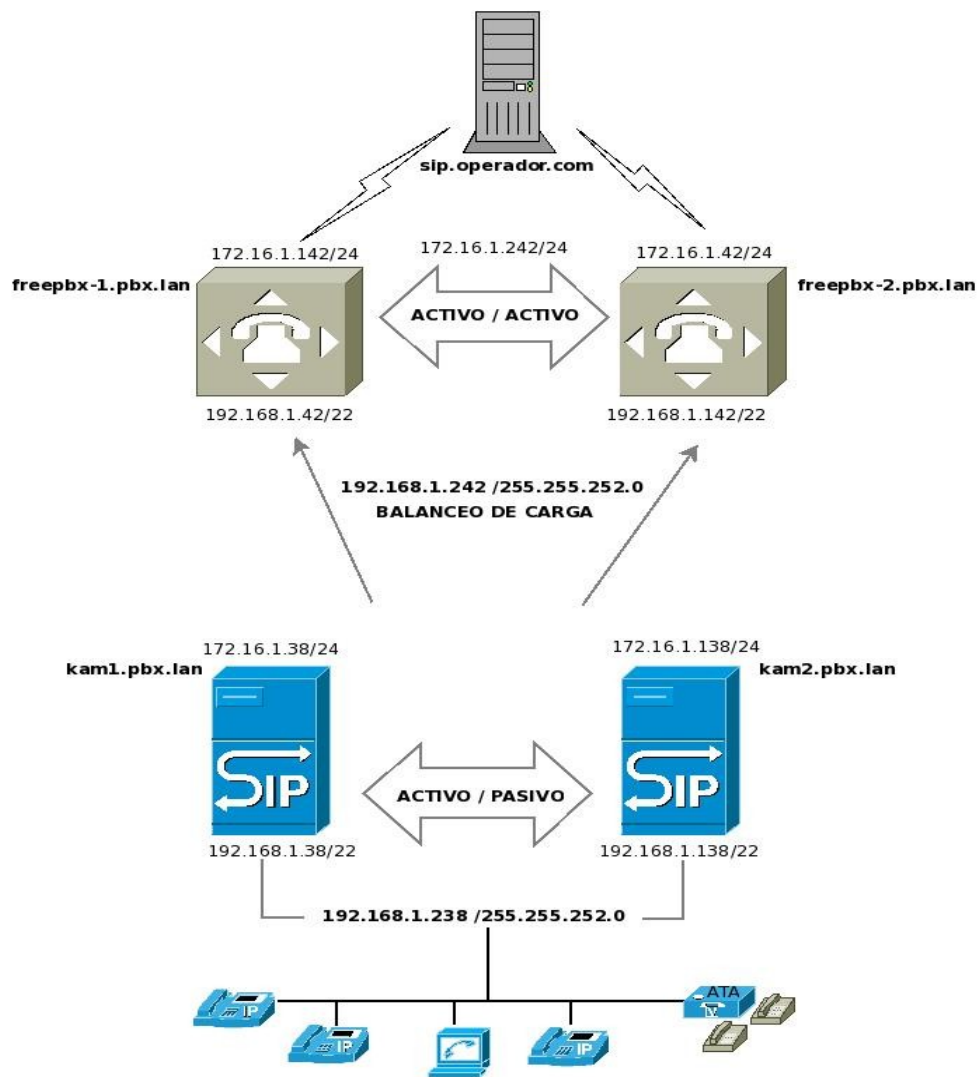 sip.operador.com
172.16.1.142/24
172.16.1.242/24
172.16.1.42/24
freepbx-1.pbx.lan
freepbx-2.pbx.lan
ACTIVO / ACTIVO
192.168.1.42/22
192.168.1.142/22
192.168.1.242 /255.255.252.0
BALANCEO DE CARGA
172.16.1.38/24
172.16.1.138/24
kam1.pbx.lan
kam2.pbx.lan
SIP
SIP
ACTIVO / PASIVO
192.168.1.38/22
192.168.1.138/22
192.168.1.238 /255.255.252.0
ATA
IP
IP
IP
V